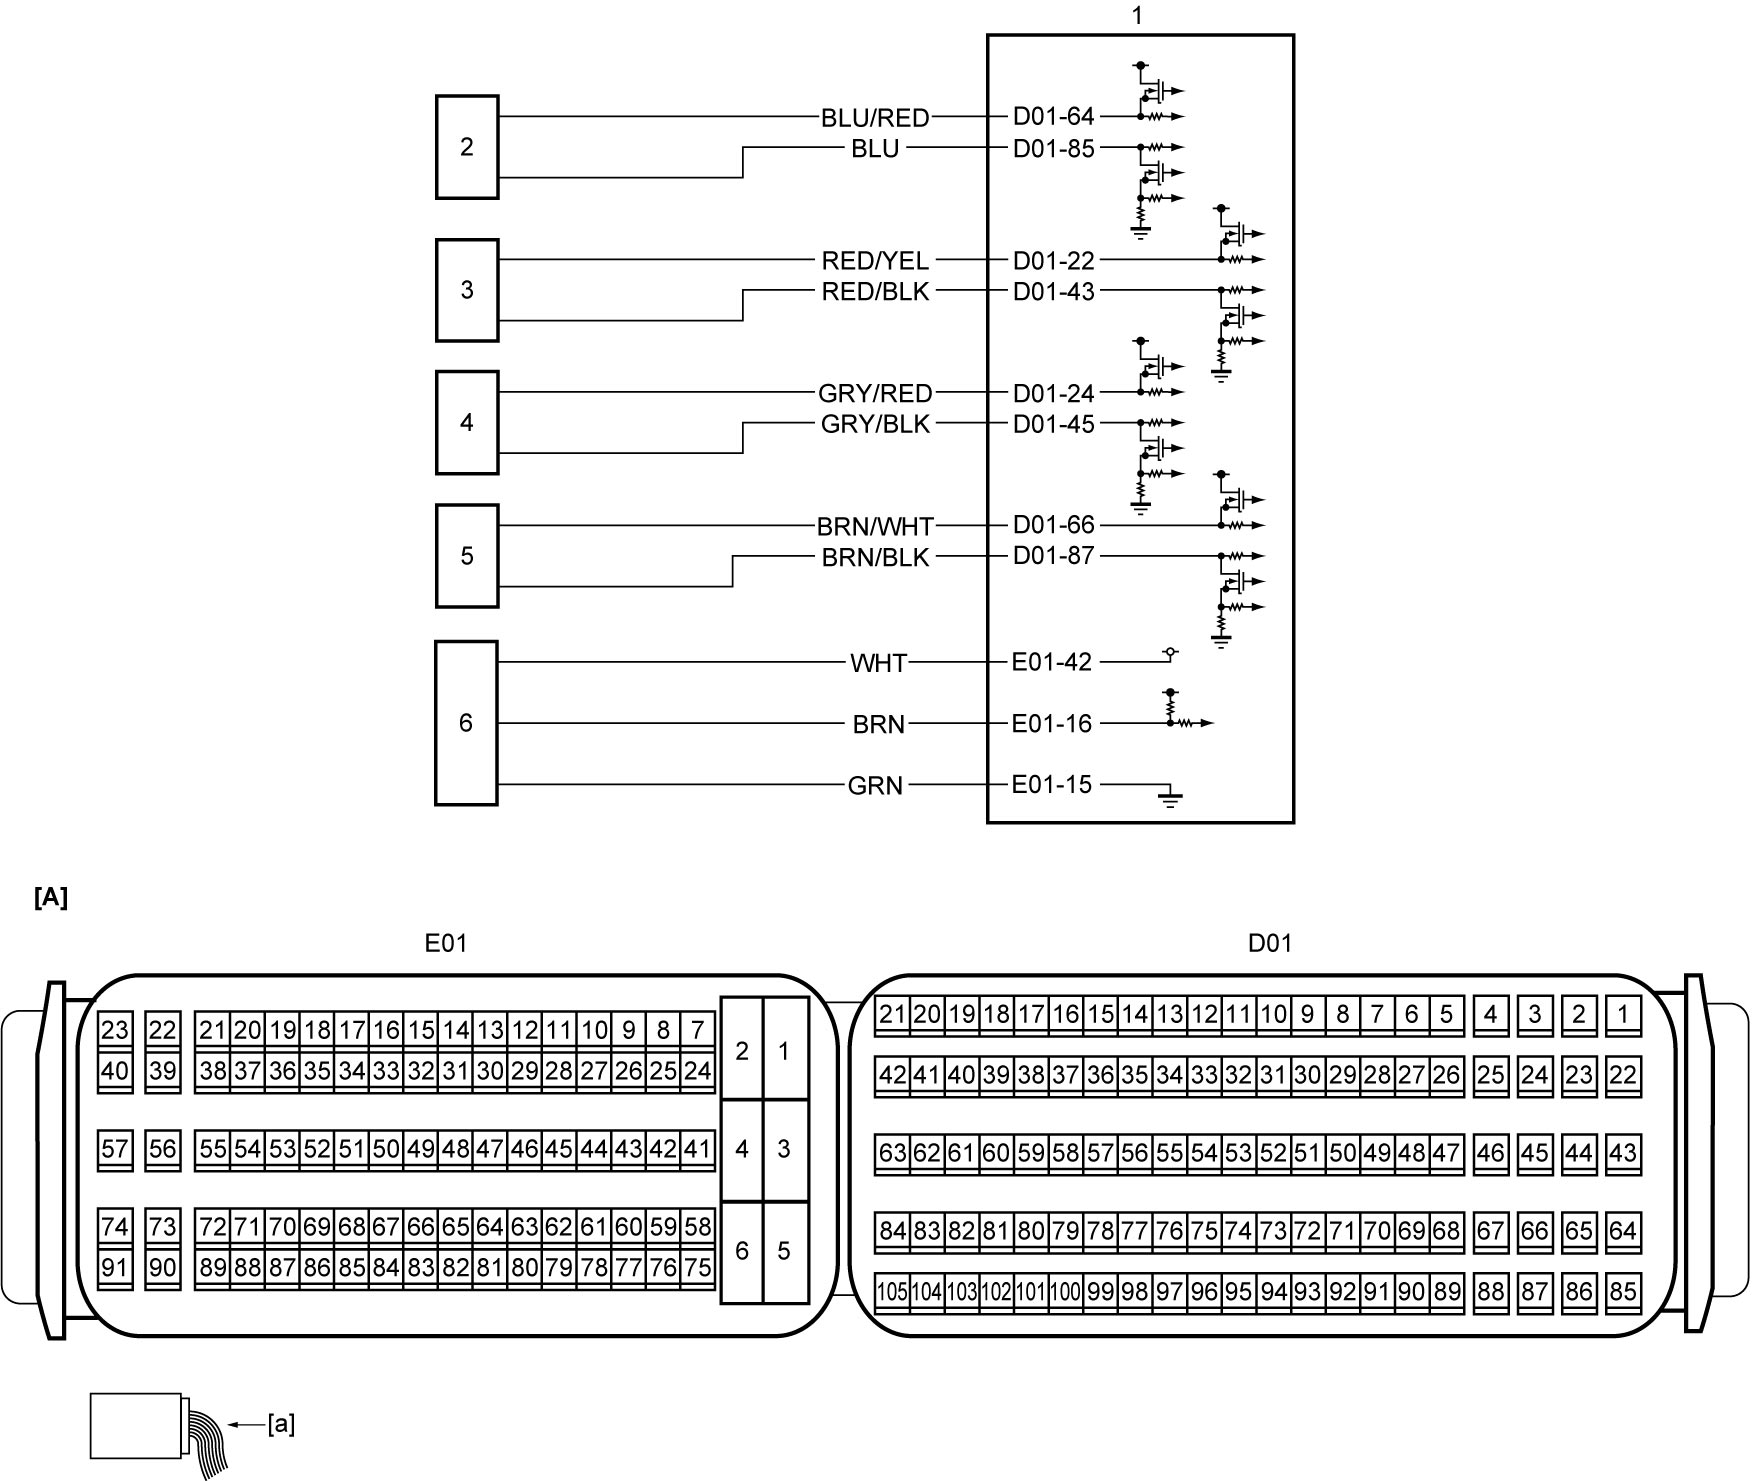 1
2 BLU/RED D01-64
BLU D01-85
3 RED/YEL D01-22
RED/BLK D01-43
4 GRY/RED D01-24
GRY/BLK D01-45
5 BRN/WHT D01-66
BRN/BLK D01-87
WHT E01-42
6 BRN E01-16
GRN E01-15
[A]
E01
23 22 21 20 19 18 17 16 15 14 13 12 11 10 9 8 7
40 39 38 37 36 35 34 33 32 31 30 29 28 27 26 25 24
2 1
57 56 55 54 53 52 51 50 49 48 47 46 45 44 43 42 41
4 3
74 73 72 71 70 69 68 67 66 65 64 63 62 61 60 59 58
91 90 89 88 87 86 85 84 83 82 81 80 79 78 77 76 75
6 5
D01
21 20 19 18 17 16 15 14 13 12 11 10 9 8 7 6 5 4 3 2 1
42 41 40 39 38 37 36 35 34 33 32 31 30 29 28 27 26 25 24 23 22
63 62 61 60 59 58 57 56 55 54 53 52 51 50 49 48 47 46 45 44 43
84 83 82 81 80 79 78 77 76 75 74 73 72 71 70 69 68 67 66 65 64
105 104 103 102 101 100 99 98 97 96 95 94 93 92 91 90 89 88 87 86 85
[a]